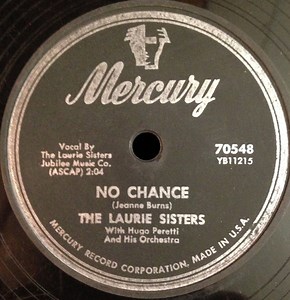 Mercury
Vocal By
The Laurie Sisters
Jubilee Music Co.
(ASCAP) 2:04
70548
YB11215
NO CHANCE
(Jeanne Burns)
THE LAURIE SISTERS
With Hugo Peretti
And His Orchestra
MERCURY RECORD CORPORATION, MADE IN U.S.A.